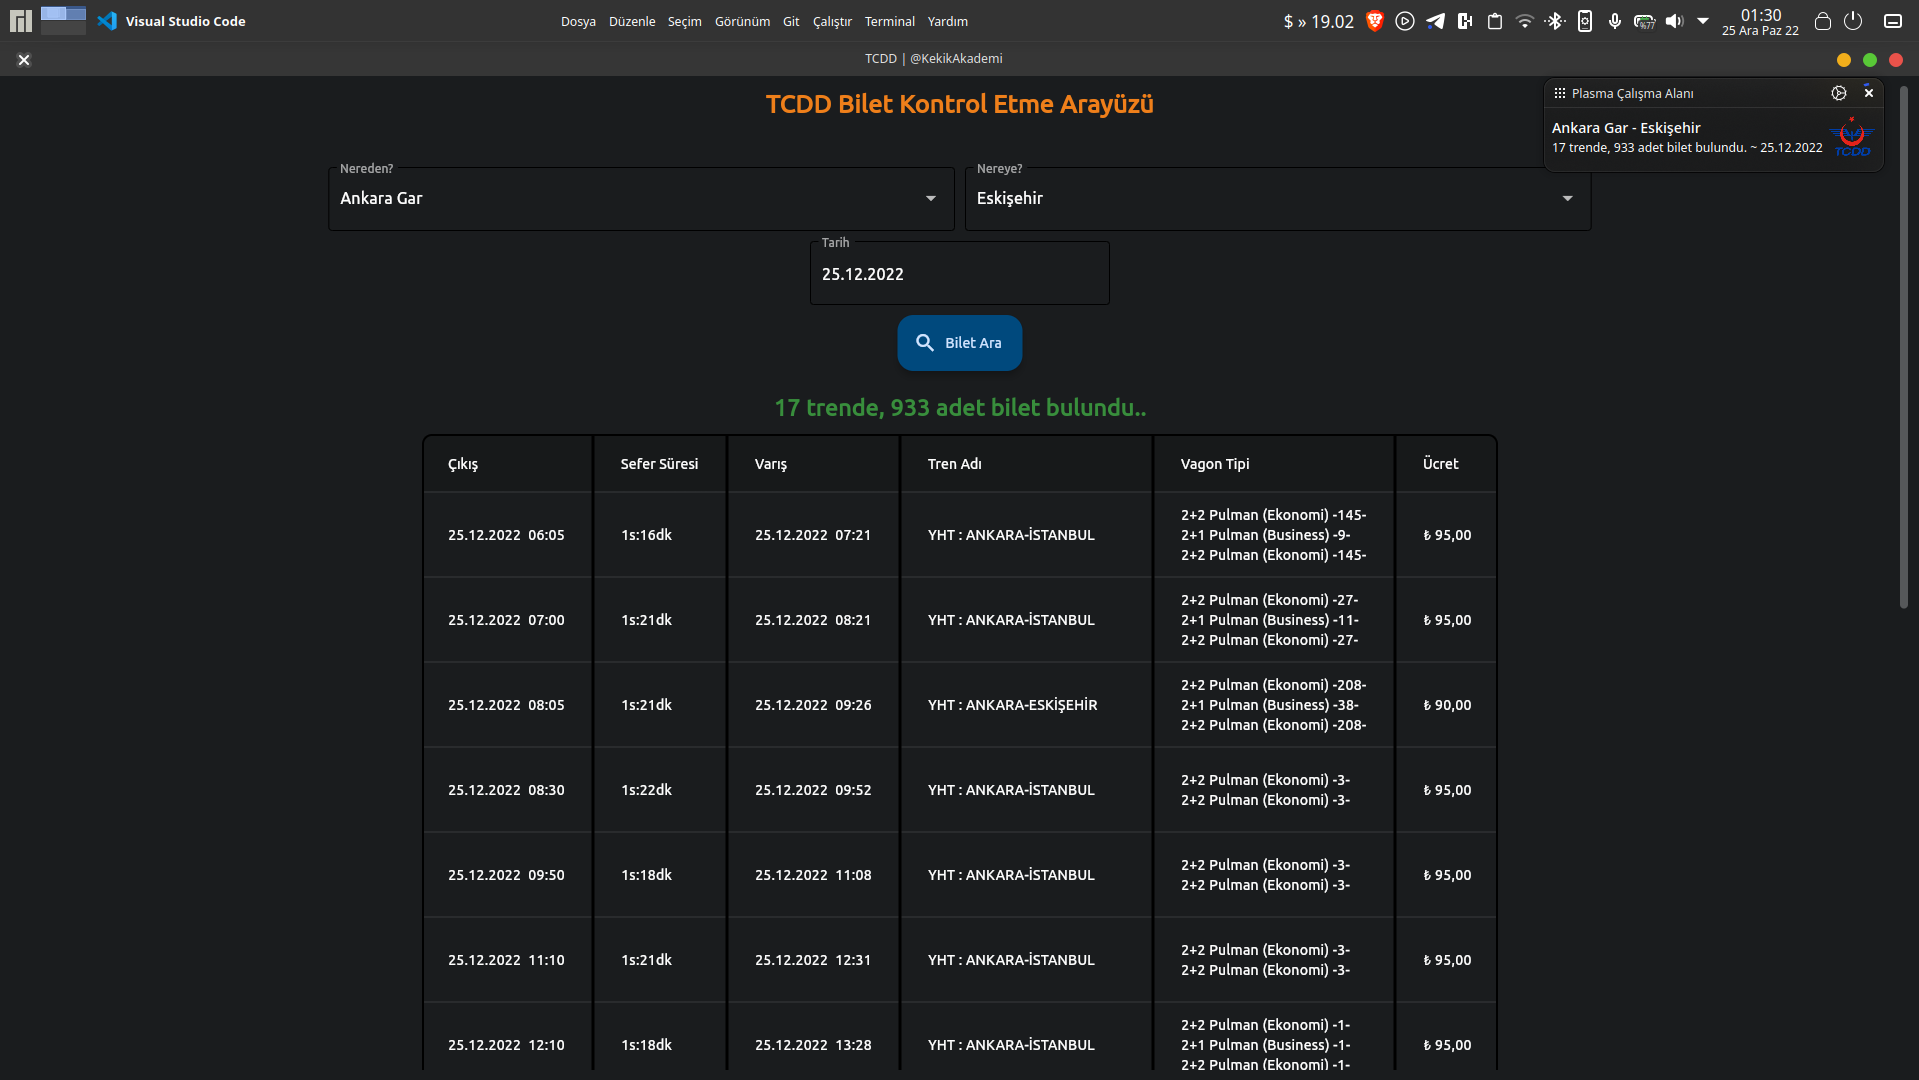 Visual Studio Code
Dosya Düzenle Seçim Görünüm Git Çalıştır Terminal Yardım
$ » 19.02
%77
01:30
25 Ara Paz 22
TCDD | @KekikAkademi
TCDD Bilet Kontrol Etme Arayüzü
Plasma Çalışma Alanı
Ankara Gar - Eskişehir
17 trende, 933 adet bilet bulundu. ~ 25.12.2022
TCDD
Nereden?
Ankara Gar
Nereye?
Eskişehir
Tarih
25.12.2022
Bilet Ara
17 trende, 933 adet bilet bulundu..
Çıkış Sefer Süresi Varış Tren Adı Vagon Tipi Ücret
2+2 Pulman (Ekonomi) -145-
25.12.2022 06:05 1s:16dk 25.12.2022 07:21 YHT : ANKARA-İSTANBUL 2+1 Pulman (Business) -9- ₺ 95,00
2+2 Pulman (Ekonomi) -145-
2+2 Pulman (Ekonomi) -27-
25.12.2022 07:00 1s:21dk 25.12.2022 08:21 YHT : ANKARA-İSTANBUL 2+1 Pulman (Business) -11- ₺ 95,00
2+2 Pulman (Ekonomi) -27-
2+2 Pulman (Ekonomi) -208-
25.12.2022 08:05 1s:21dk 25.12.2022 09:26 YHT : ANKARA-ESKİŞEHİR 2+1 Pulman (Business) -38- ₺ 90,00
2+2 Pulman (Ekonomi) -208-
2+2 Pulman (Ekonomi) -3-
25.12.2022 08:30 1s:22dk 25.12.2022 09:52 YHT : ANKARA-İSTANBUL ₺ 95,00
2+2 Pulman (Ekonomi) -3-
2+2 Pulman (Ekonomi) -3-
25.12.2022 09:50 1s:18dk 25.12.2022 11:08 YHT : ANKARA-İSTANBUL ₺ 95,00
2+2 Pulman (Ekonomi) -3-
2+2 Pulman (Ekonomi) -3-
25.12.2022 11:10 1s:21dk 25.12.2022 12:31 YHT : ANKARA-İSTANBUL ₺ 95,00
2+2 Pulman (Ekonomi) -3-
2+2 Pulman (Ekonomi) -1-
25.12.2022 12:10 1s:18dk 25.12.2022 13:28 YHT : ANKARA-İSTANBUL 2+1 Pulman (Business) -1- ₺ 95,00
2+2 Pulman (Ekonomi) -1-